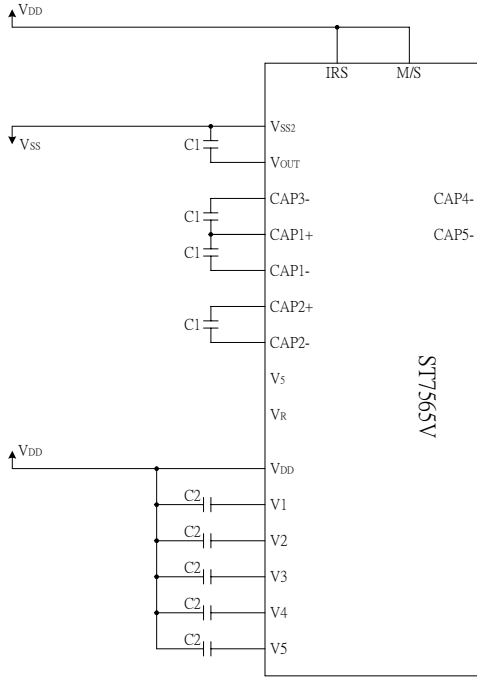 VDD
IRS M/S
VSS2
VSS
C1
VOUT
CAP3- CAP4-
C1
CAP1+ CAP5-
C1
CAP1-
CAP2+
C1
CAP2-
V5
ST7565V
VR
VDD
VDD
C2 V1
C2 V2
C2 V3
C2 V4
C2 V5